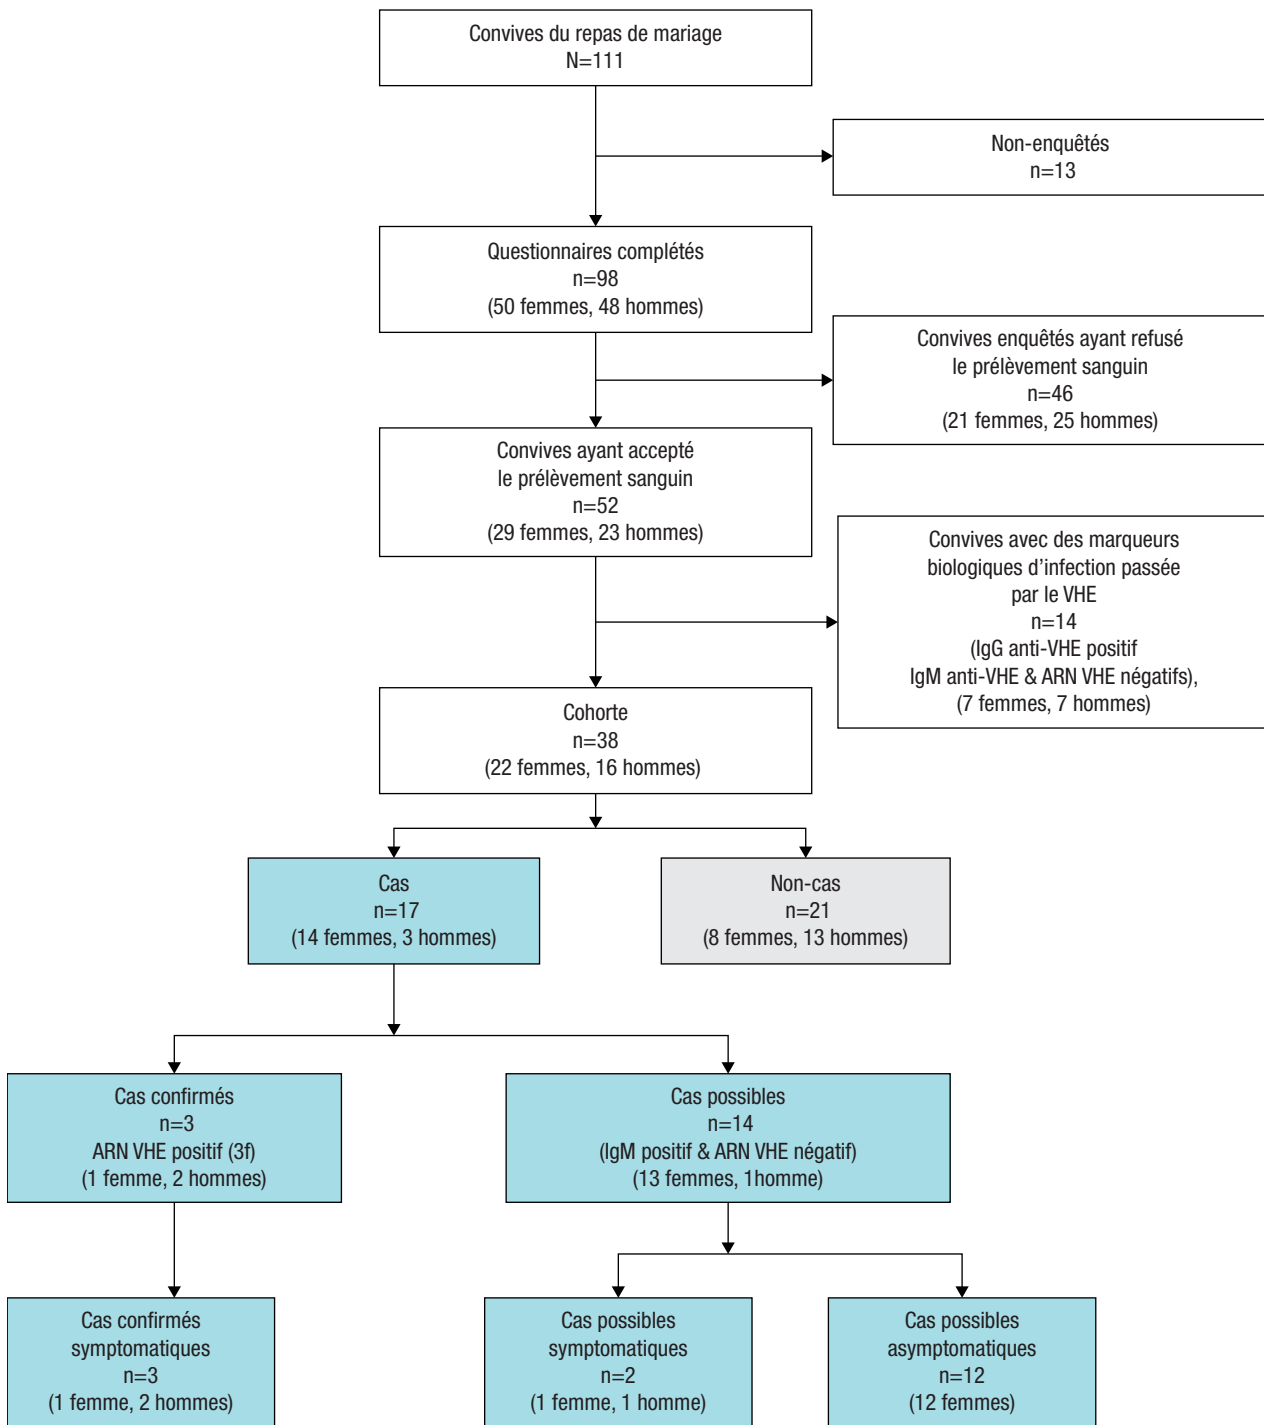 Convives du repas de mariage
N=111
Non-enquêtés
n=13
Questionnaires complétés
n=98
(50 femmes, 48 hommes)
Convives enquêtés ayant refusé
le prélèvement sanguin
n=46
(21 femmes, 25 hommes)
Convives ayant accepté
le prélèvement sanguin
n=52
(29 femmes, 23 hommes)
Convives avec des marqueurs
biologiques d’infection passée
par le VHE
n=14
(IgG anti-VHE positif
IgM anti-VHE & ARN VHE négatifs),
(7 femmes, 7 hommes)
Cohorte
n=38
(22 femmes, 16 hommes)
Cas
n=17
(14 femmes, 3 hommes)
Non-cas
n=21
(8 femmes, 13 hommes)
Cas confirmés
n=3
ARN VHE positif (3f)
(1 femme, 2 hommes)
Cas possibles
n=14
(IgM positif & ARN VHE négatif)
(13 femmes, 1homme)
Cas confirmés
symptomatiques
n=3
(1 femme, 2 hommes)
Cas possibles
symptomatiques
n=2
(1 femme, 1 homme)
Cas possibles
asymptomatiques
n=12
(12 femmes)